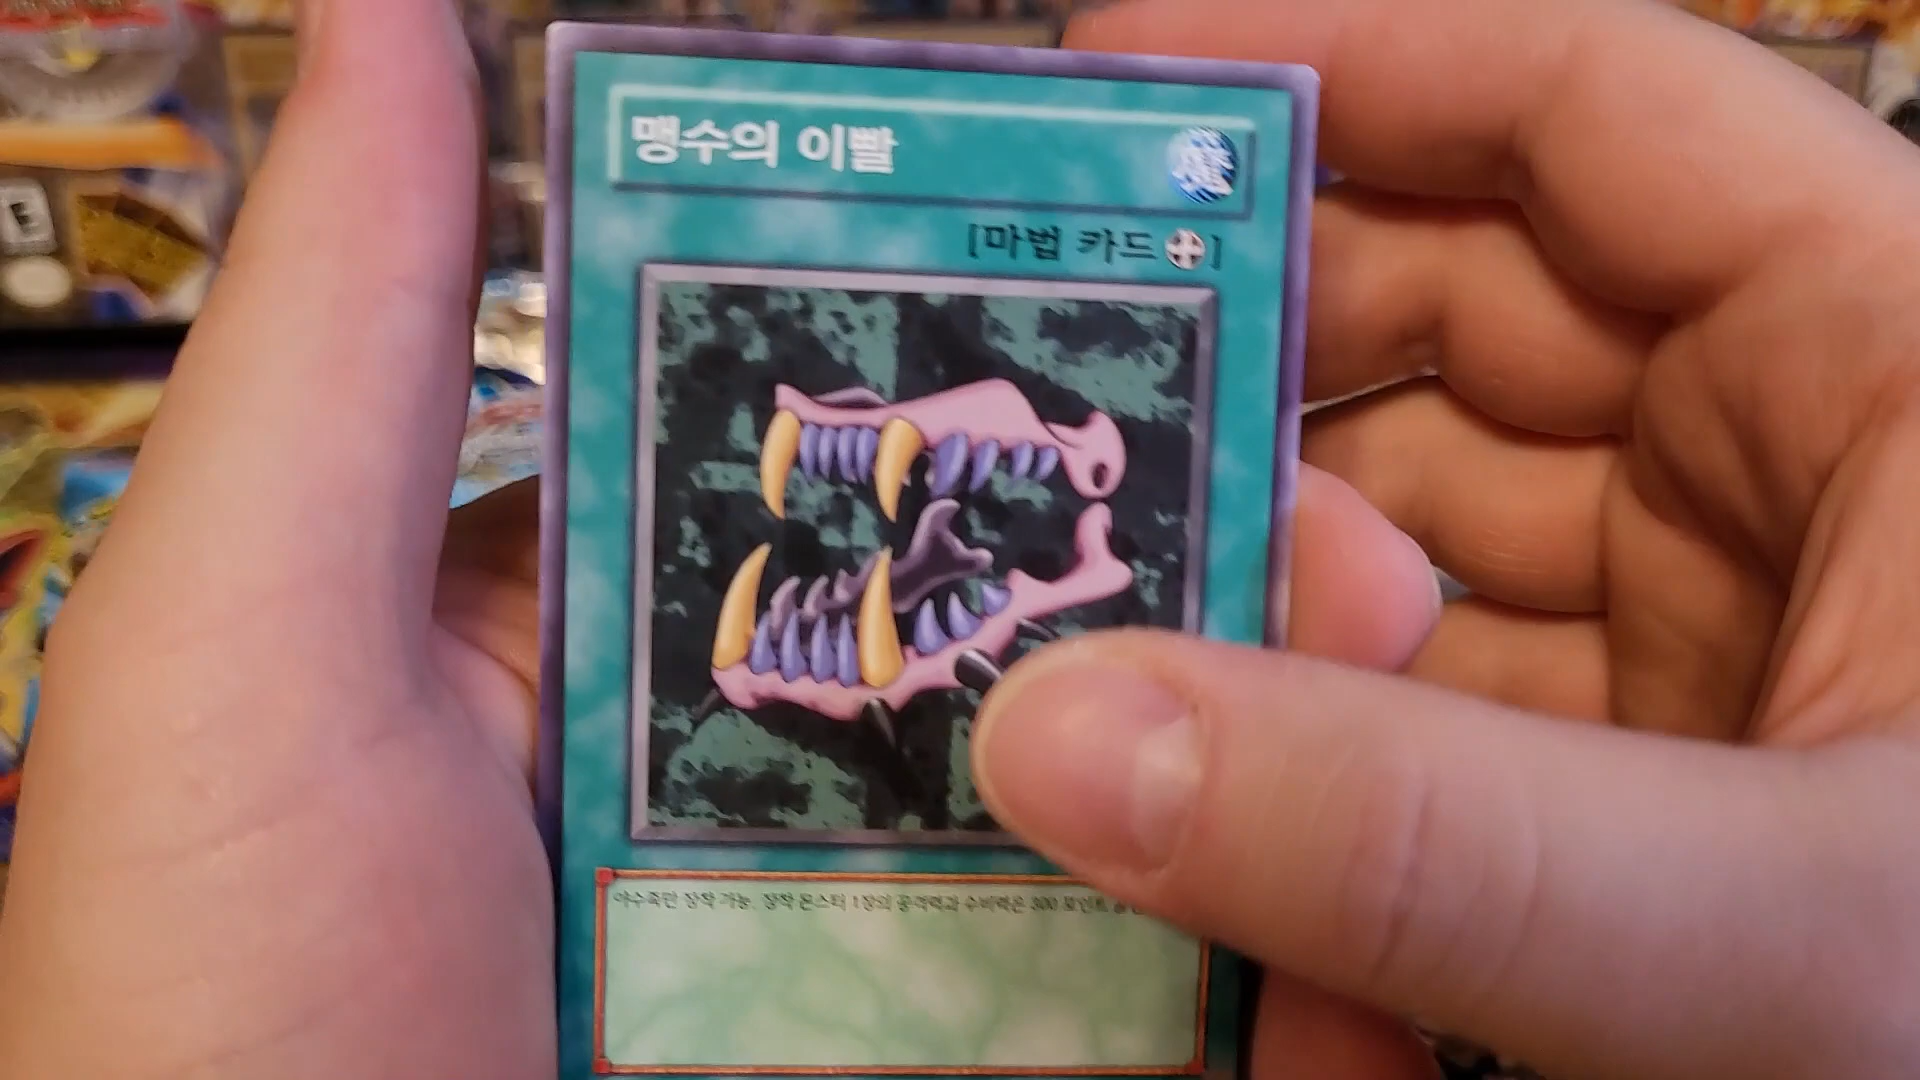 맹수의 이빨
魔
[마법 카드]
야수족만 장착 가능. 장착 몬스터 1장의 공격력과 수비력은 300 포인트
E